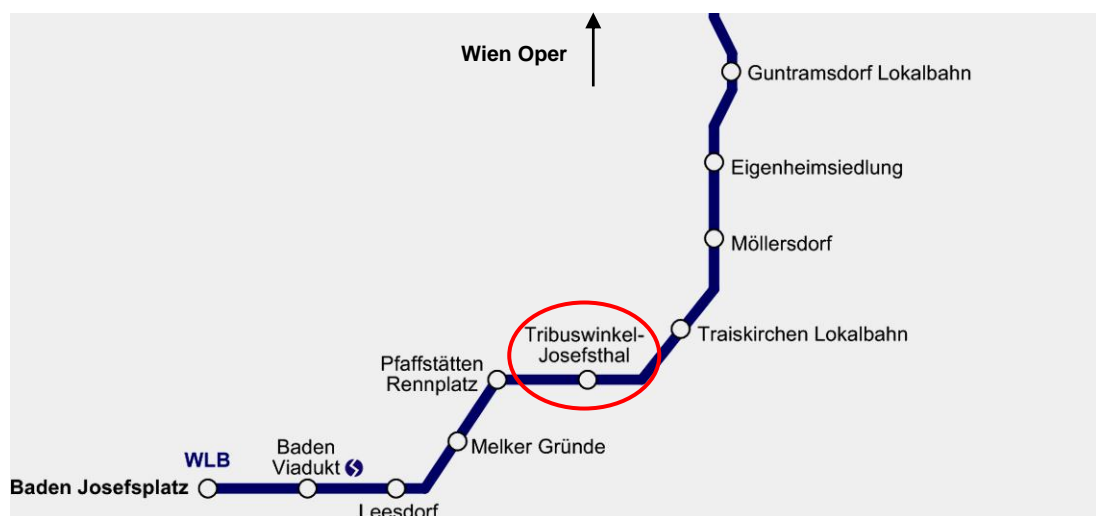 Wien Oper
Guntramsdorf Lokalbahn
Eigenheimsiedlung
Möllersdorf
Tribuswinkel-
Josefsthal
Traiskirchen Lokalbahn
Pfaffstätten
Rennplatz
Melker Gründe
Baden
Viadukt
WLB
Baden Josefsplatz
Leesdorf